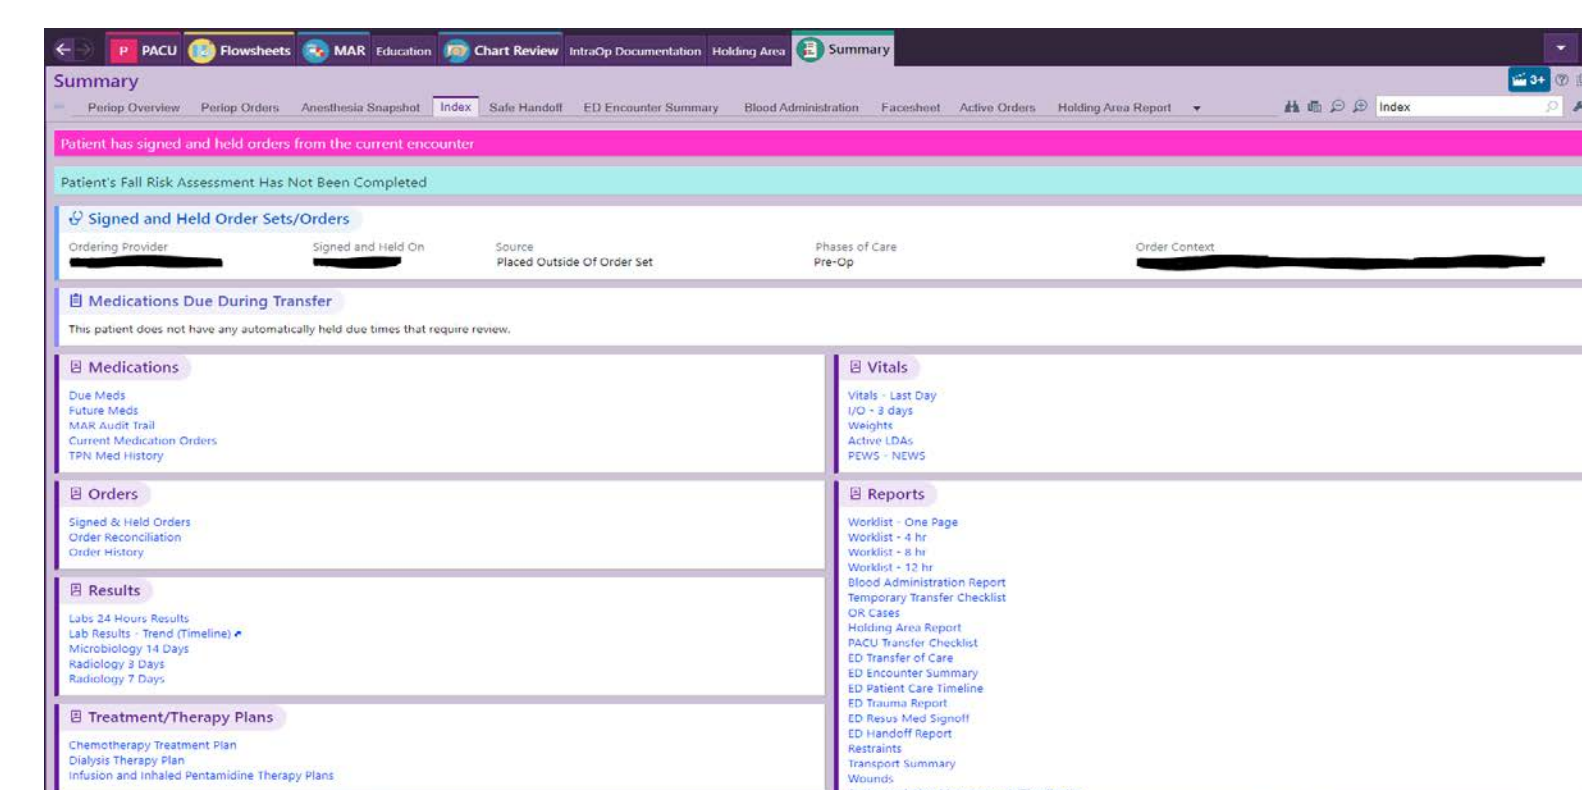 P PACU Flowsheets MAR Education Chart Review IntraOp Documentation Holding Area Summary
Summary 3+
Periop Overview Periop Orders Anesthesia Snapshot Index Safe Handoff ED Encounter Summary Blood Administration Facesheet Active Orders Holding Area Report Index
Patient has signed and held orders from the current encounter
Patient's Fall Risk Assessment Has Not Been Completed
Signed and Held Order Sets/Orders
Ordering Provider Signed and Held On Source Phases of Care Order Context
Placed Outside Of Order Set Pre-Op
Medications Due During Transfer
This patient does not have any automatically held due times that require review.
Medications
Due Meds
Future Meds
MAR Audit Trail
Current Medication Orders
TPN Med History
Vitals
Vitals - Last Day
I/O - 3 days
Weights
Active LDAs
PEWS - NEWS
Orders
Signed & Held Orders
Order Reconciliation
Order History
Results
Labs 24 Hours Results
Lab Results - Trend (Timeline)
Microbiology 14 Days
Radiology 3 Days
Radiology 7 Days
Treatment/Therapy Plans
Chemotherapy Treatment Plan
Dialysis Therapy Plan
Infusion and Inhaled Pentamidine Therapy Plans
Reports
Worklist - One Page
Worklist - 4 hr
Worklist - 8 hr
Worklist - 12 hr
Blood Administration Report
Temporary Transfer Checklist
OR Cases
Holding Area Report
PACU Transfer Checklist
ED Transfer of Care
ED Encounter Summary
ED Patient Care Timeline
ED Trauma Report
ED Resus Med Signoff
ED Handoff Report
Restraints
Transport Summary
Wounds